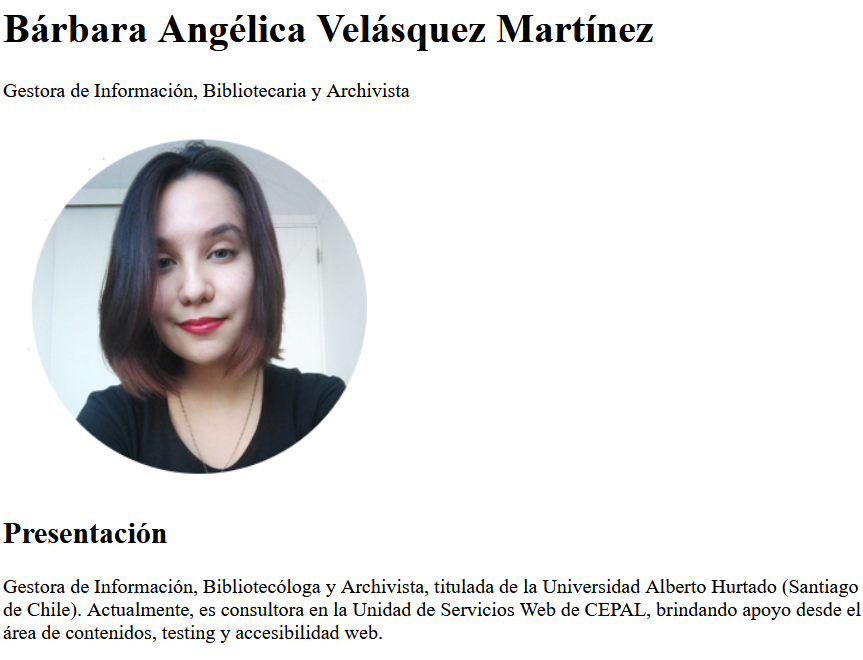 Bárbara Angélica Velásquez Martínez
Gestora de Información, Bibliotecaria y Archivista
Presentación
Gestora de Información, Bibliotecóloga y Archivista, titulada de la Universidad Alberto Hurtado (Santiago
de Chile). Actualmente, es consultora en la Unidad de Servicios Web de CEPAL, brindando apoyo desde el
área de contenidos, testing y accesibilidad web.